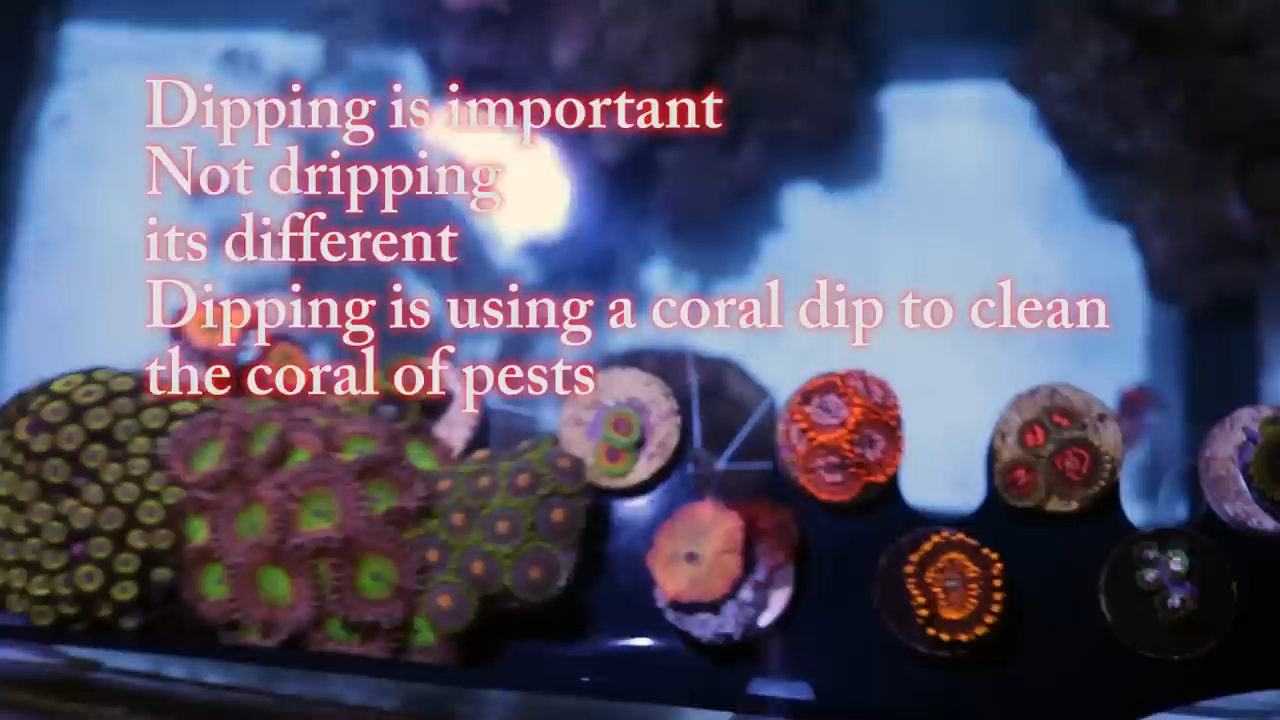 Dipping is important
Not dripping
its different
Dipping is using a coral dip to clean
the coral of pests